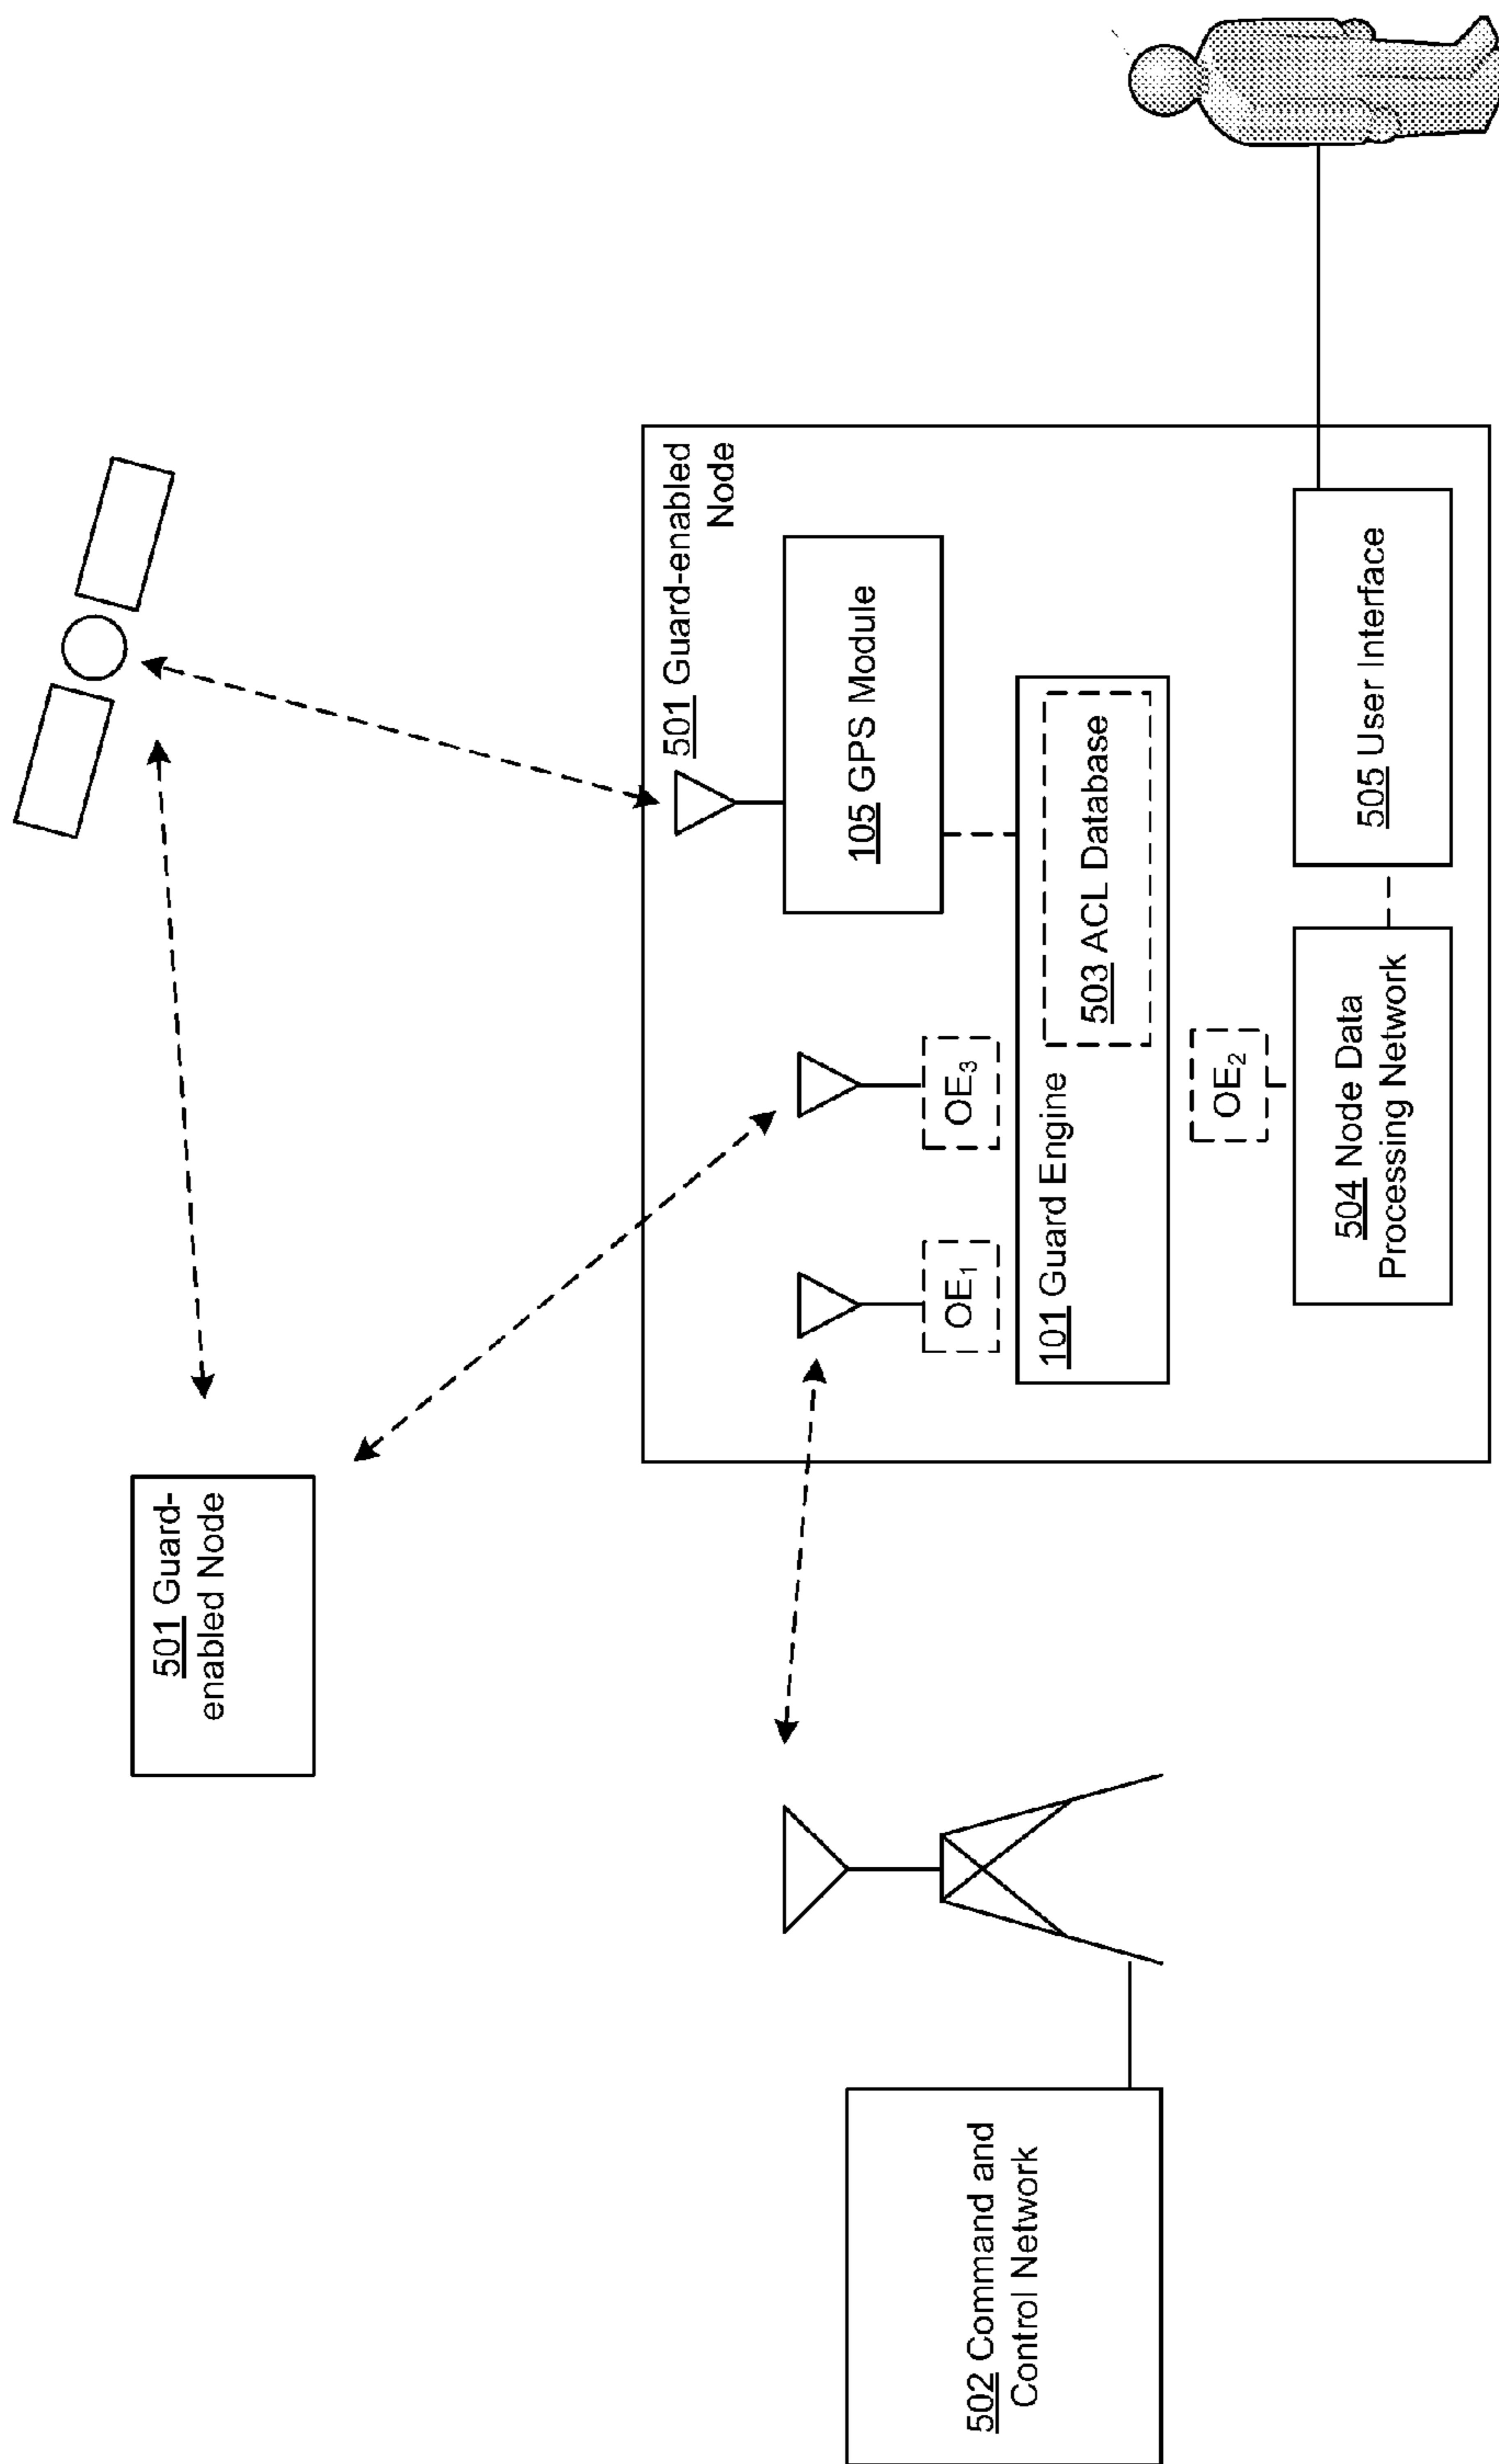 501 Guard-
enabled Node
501 Guard-enabled
Node
105 GPS Module
OE1
OE3
101 Guard Engine
503 ACL Database
OE2
502 Command and
Control Network
504 Node Data
Processing Network
505 User Interface